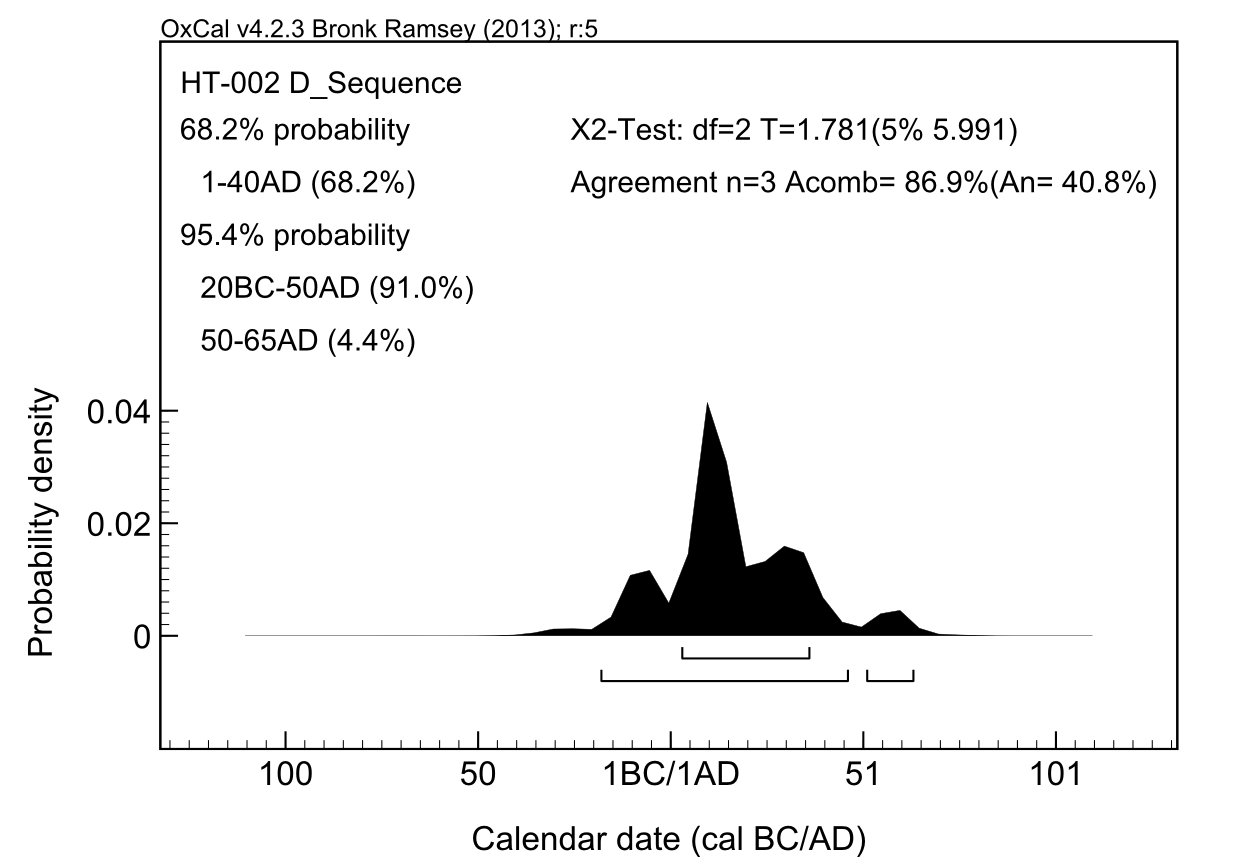 OxCal v4.2.3 Bronk Ramsey (2013); r:5
HT-002 D_Sequence
68.2% probability
1-40AD (68.2%)
95.4% probability
20BC-50AD (91.0%)
50-65AD (4.4%)
X2-Test: df=2 T=1.781(5% 5.991)
Agreement n=3 Acomb= 86.9%(An= 40.8%)
Probability density
0.04
0.02
0
100 50 1BC/1AD 51 101
Calendar date (cal BC/AD)